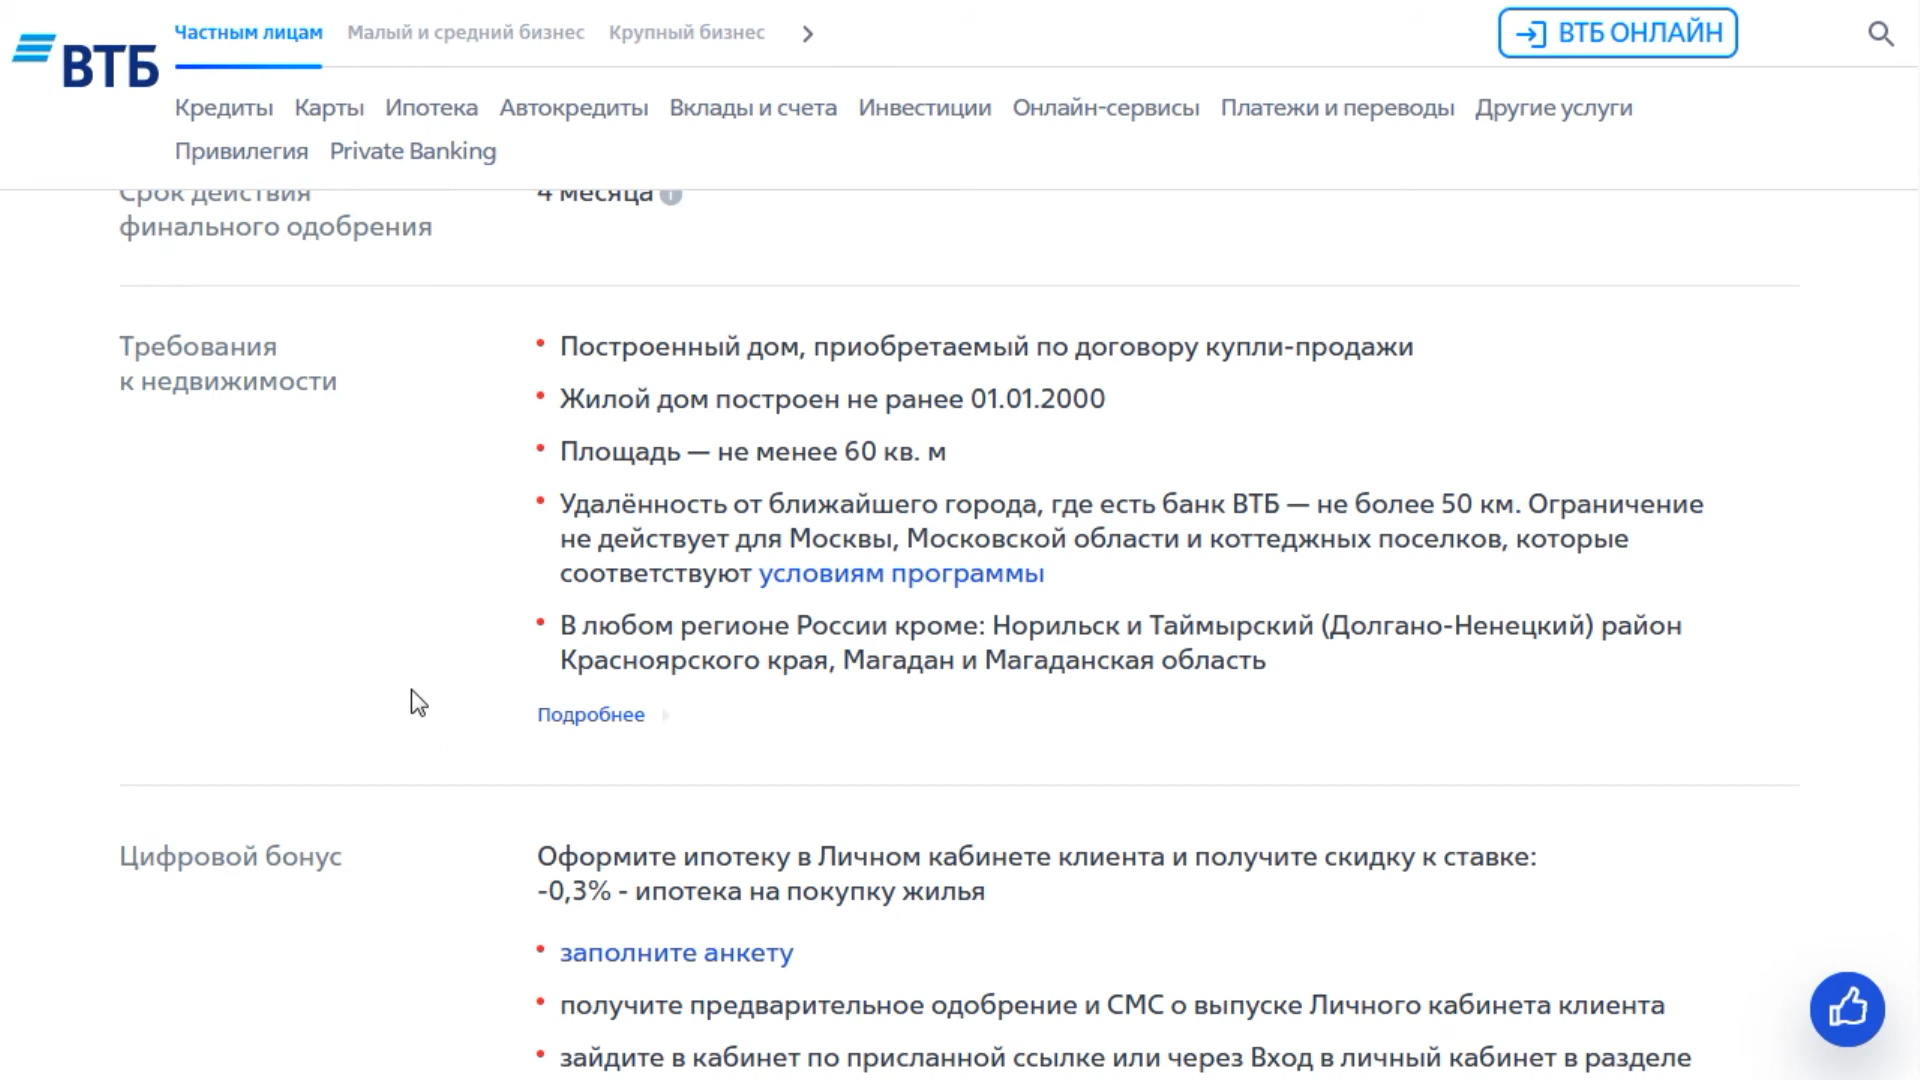 Частным лицам Малый и средний бизнес Крупный бизнес
ВТБ ОНЛАЙН
ВТБ
Кредиты Карты Ипотека Автокредиты Вклады и счета Инвестиции Онлайн-сервисы Платежи и переводы Другие услуги
Привилегия Private Banking
Срок действия
финального одобрения
4 месяца
Требования
к недвижимости
Построенный дом, приобретаемый по договору купли-продажи
Жилой дом построен не ранее 01.01.2000
Площадь — не менее 60 кв. м
Удалённость от ближайшего города, где есть банк ВТБ — не более 50 км. Ограничение
не действует для Москвы, Московской области и коттеджных поселков, которые
соответствуют условиям программы
В любом регионе России кроме: Норильск и Таймырский (Долгано-Ненецкий) район
Красноярского края, Магадан и Магаданская область
Подробнее
Цифровой бонус
Оформите ипотеку в Личном кабинете клиента и получите скидку к ставке:
-0,3% - ипотека на покупку жилья
заполните анкету
получите предварительное одобрение и СМС о выпуске Личного кабинета клиента
зайдите в кабинет по присланной ссылке или через Вход в личный кабинет в разделе